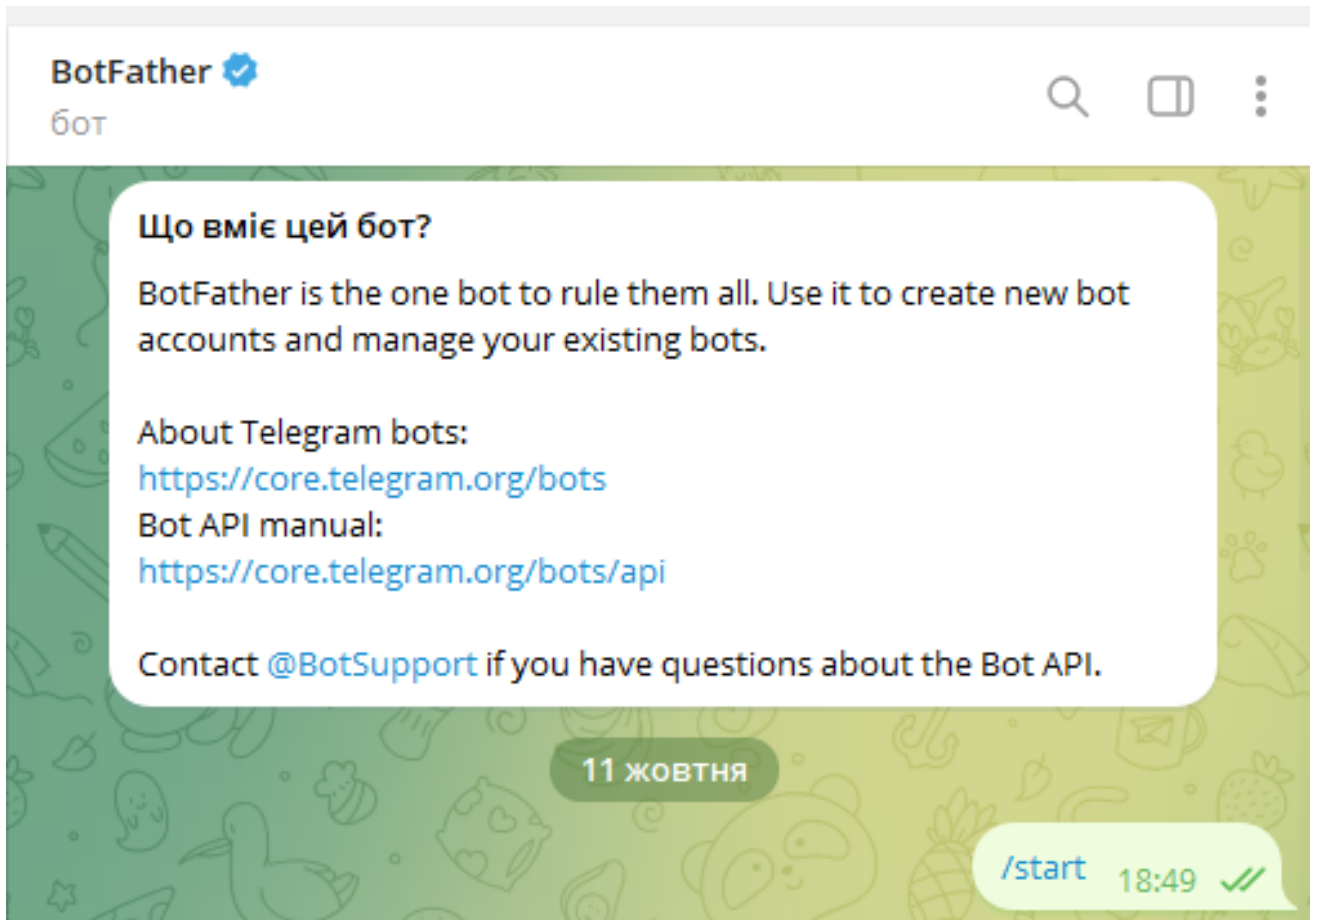 BotFather
бот
Що вміє цей бот?
BotFather is the one bot to rule them all. Use it to create new bot
accounts and manage your existing bots.
About Telegram bots:
https://core.telegram.org/bots
Bot API manual:
https://core.telegram.org/bots/api
Contact @BotSupport if you have questions about the Bot API.
11 жовтня
/start 18:49